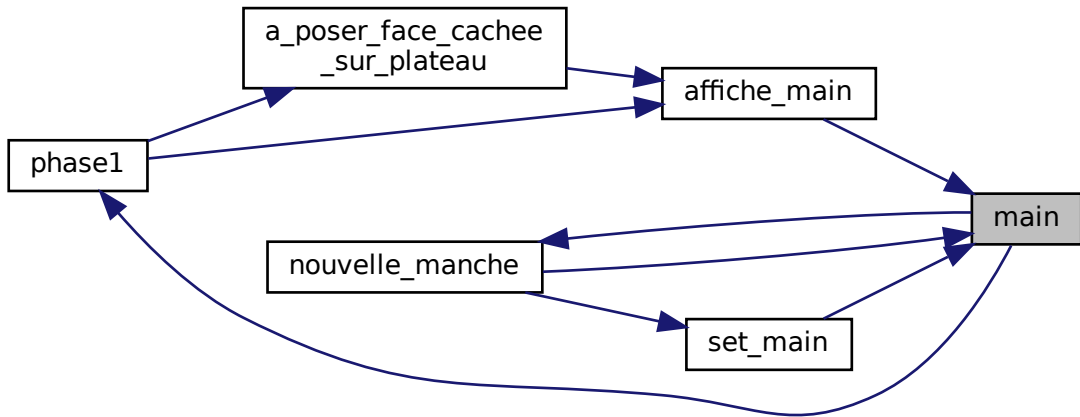 a_poser_face_cachee
_sur_plateau
affiche_main
phase1
main
nouvelle_manche
set_main